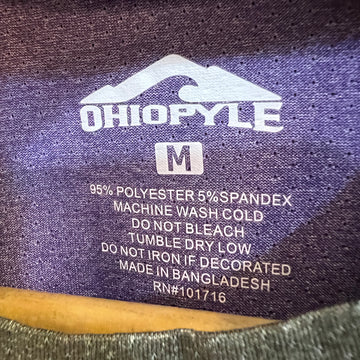 OHIOPYLE
M
95% POLYESTER 5%SPANDEX
MACHINE WASH COLD
DO NOT BLEACH
TUMBLE DRY LOW
DO NOT IRON IF DECORATED
MADE IN BANGLADESH
RN#101716